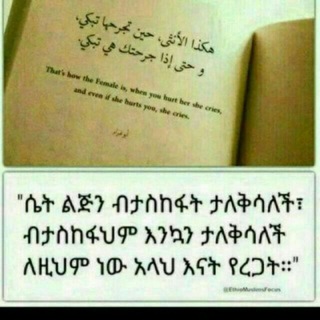 هكذا الأنثى، حين تجرحها تبكي،
و حتى إذا جرحتك هي تبكي.
That's how the Female is, when you hurt her she cries,
and even if she hurts you, she cries.
"ሴት ልጅን ብታስከፋት ታለቅሳለች፣
ብታስከፋህም እንኳን ታለቅሳለች
ለዚህም ነው አላህ እናት የረጋት።"
@EthioMuslimsFocus